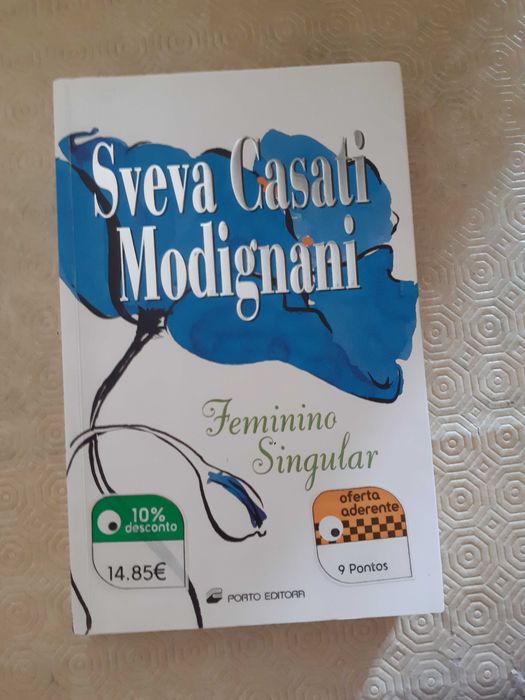 Sveva Casati
Modignani
Feminino
Singular
10%
desconto
14.85€
oferta
aderente
9 Pontos
PORTO EDITORA